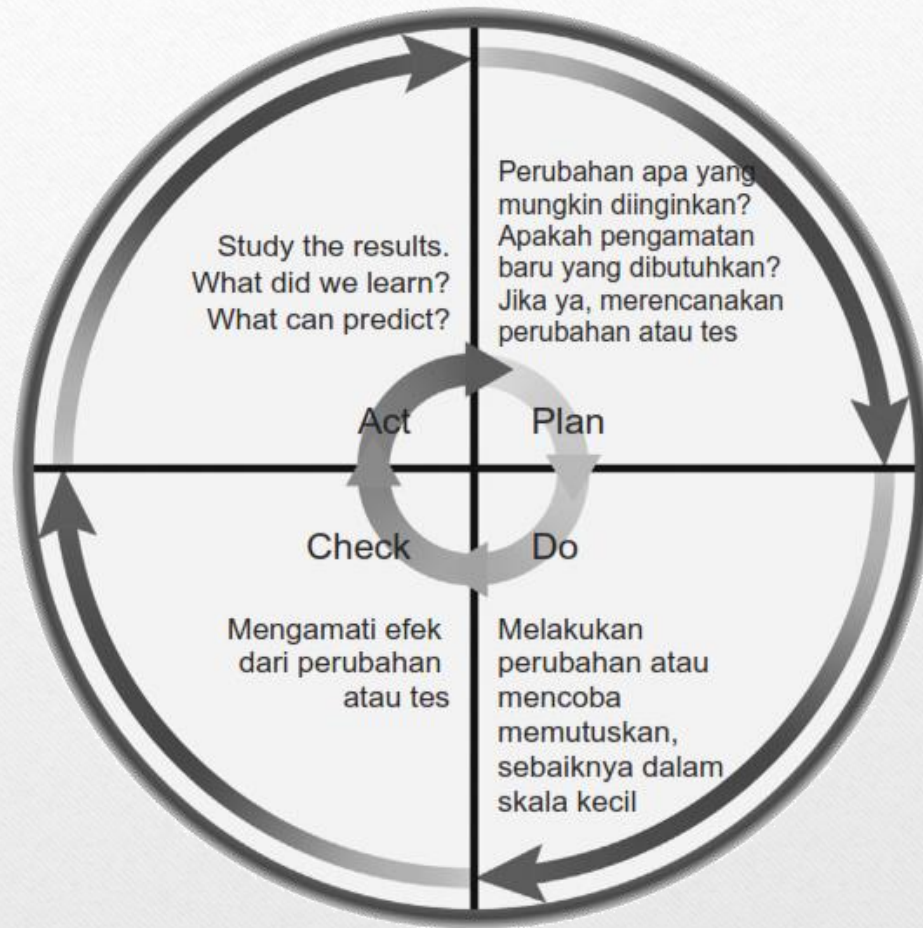 Perubahan apa yang
mungkin diinginkan?
Apakah pengamatan
baru yang dibutuhkan?
Jika ya, merencanakan
perubahan atau tes
Study the results.
What did we learn?
What can predict?
Act
Plan
Check
Do
Mengamati efek
dari perubahan
atau tes
Melakukan
perubahan atau
mencoba
memutuskan,
sebaiknya dalam
skala kecil